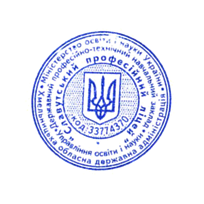 Міністерство освіти і науки України
Державний професійно-технічний навчальний заклад
"Славутський професійний ліцей"
Управління освіти і науки
Хмельницька обласна державна адміністрація
код 33774370